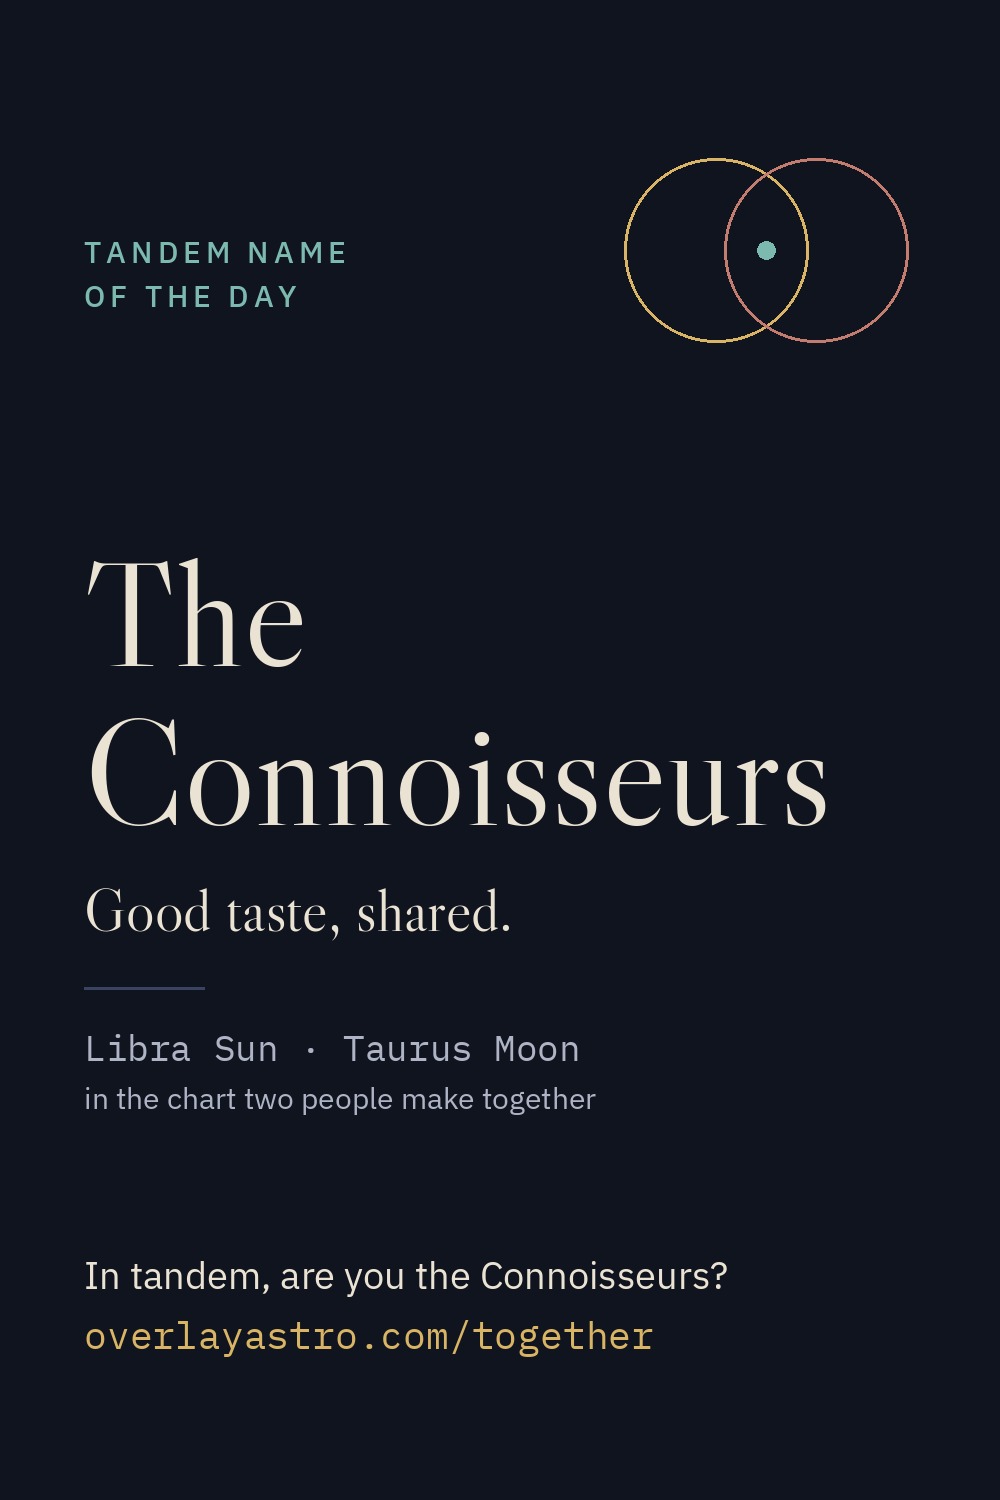 TANDEM NAME
OF THE DAY
The
Connoisseurs
Good taste, shared.
Libra Sun · Taurus Moon
in the chart two people make together
In tandem, are you the Connoisseurs?
overlayastro.com/together